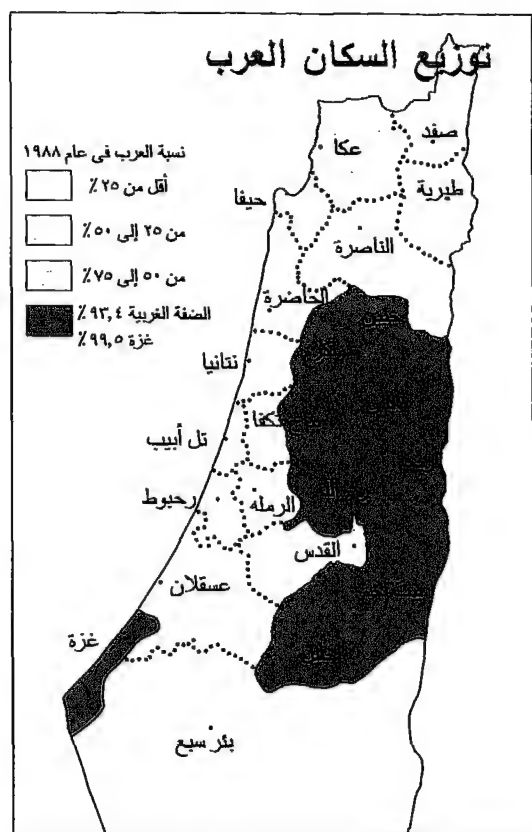 توزيع السكان العرب
نسبة العرب فى عام ١٩٨٨
أقل من ٢٥٪
من ٢٥ إلى ٥٠٪
من ٥٠ إلى ٧٥٪
الضفة الغربية ٩٣,٤٪
غزة ٩٩,٥٪
صفد
عكا
طبرية
حيفا
الناصرة
الخاضرة
جنين
نتانيا
تل أبيب
رحبوط
الرمله
القدس
عسقلان
غزة
بئر سبع